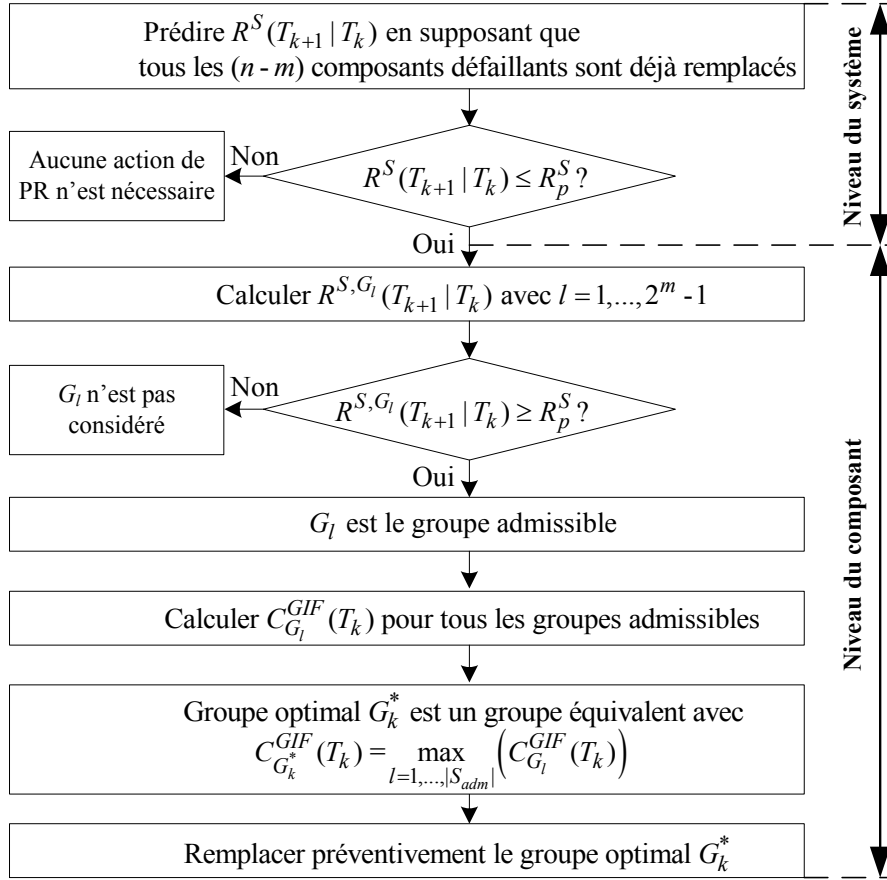 Prédire R^S(T_{k+1} | T_k) en supposant que
tous les (n - m) composants défaillants sont déjà remplacés
Aucune action de
PR n'est nécessaire
Non
R^S(T_{k+1} | T_k) ≤ R_p^S ?
Oui
Niveau du système
Calculer R^{S,G_l}(T_{k+1} | T_k) avec l = 1,...,2^m - 1
G_l n'est pas
considéré
Non
R^{S,G_l}(T_{k+1} | T_k) ≥ R_p^S ?
Oui
G_l est le groupe admissible
Calculer C_{G_l}^{GIF}(T_k) pour tous les groupes admissibles
Groupe optimal G_k^* est un groupe équivalent avec
C_{G_k^*}^{GIF}(T_k) = max_{l=1,...,|S_{adm}|} (C_{G_l}^{GIF}(T_k))
Remplacer préventivement le groupe optimal G_k^*
Niveau du composant